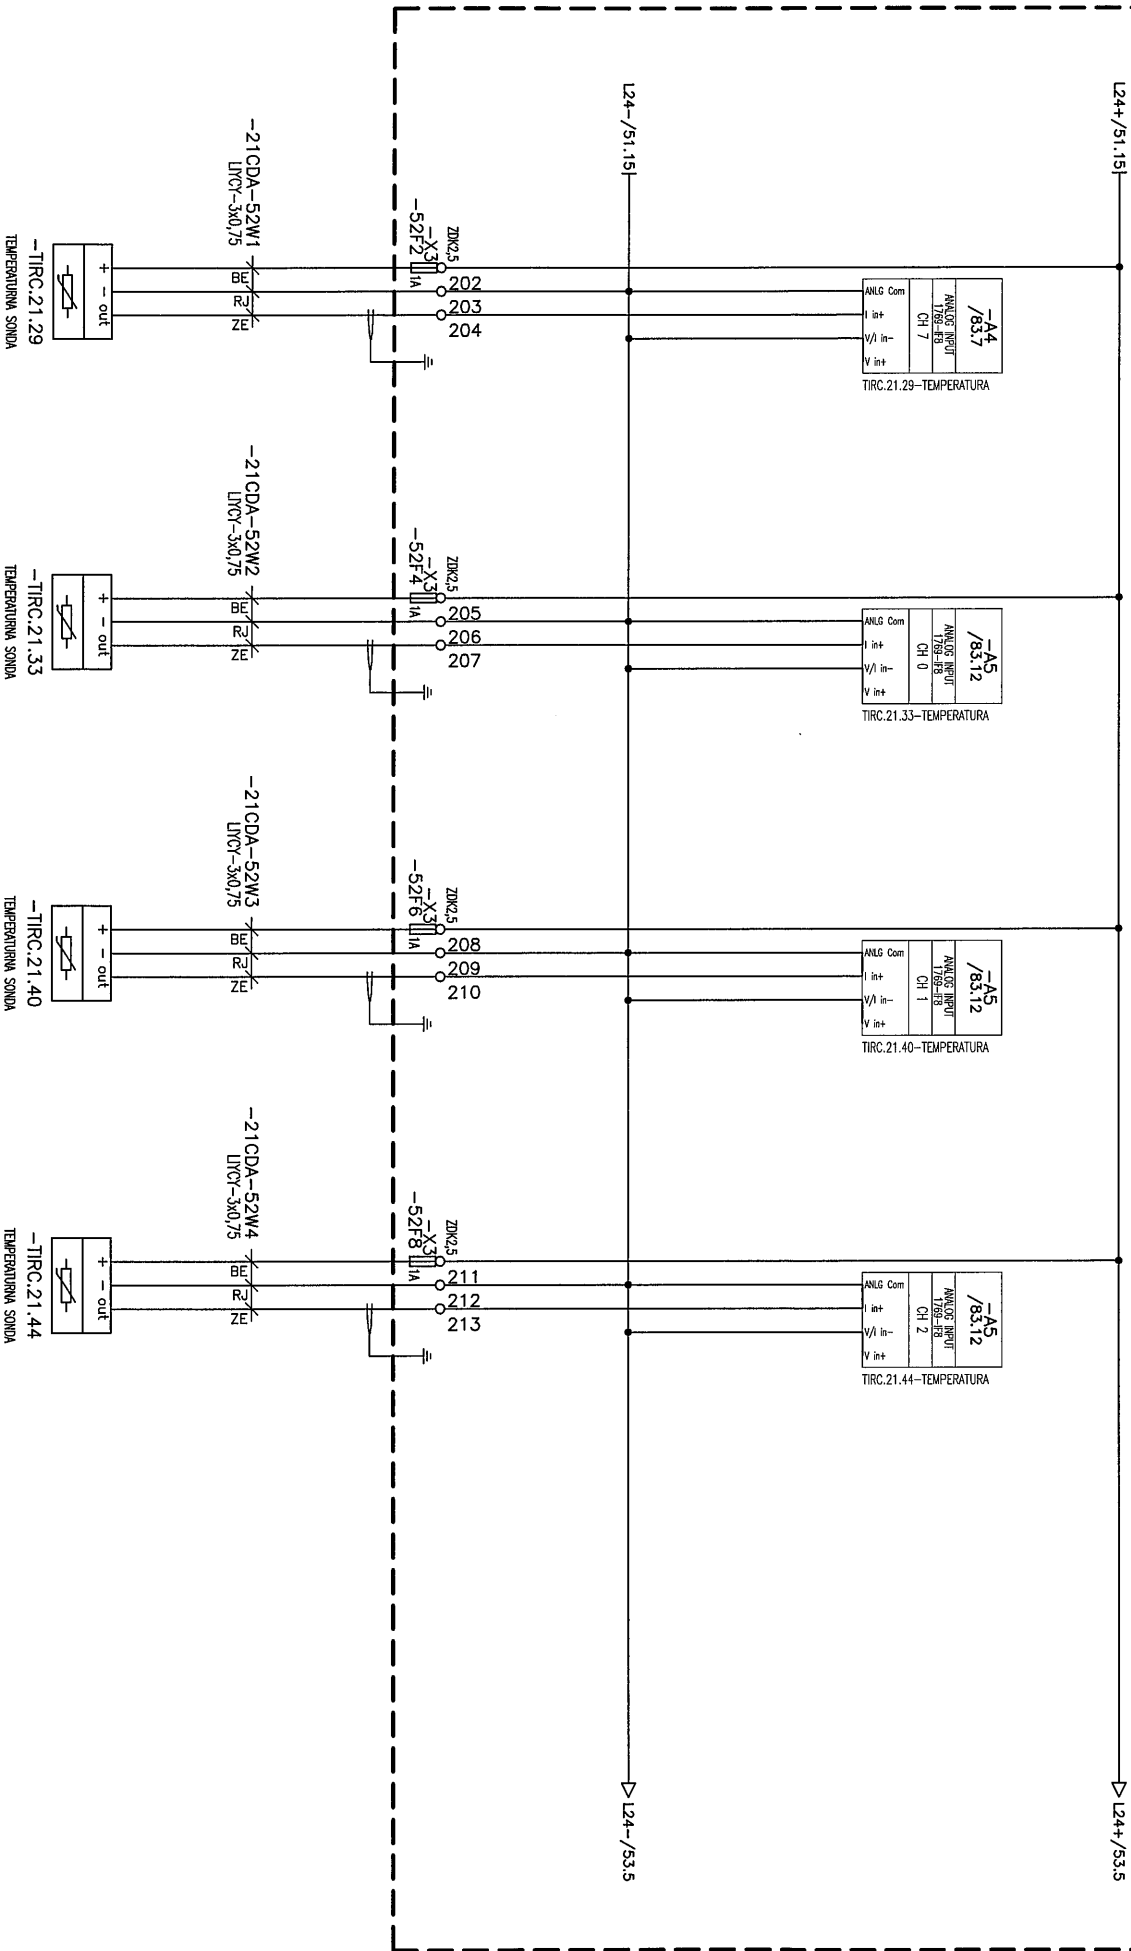 L24+/51.15
L24+/53.5
L24-/51.15
L24-/53.5
-A4
/83.7
ANALOG INPUT
1769-IF8
CH 7
ANLG Com
I in+
V/I in-
V in+
TIRC.21.29-TEMPERATURA
-A5
/83.12
ANALOG INPUT
1769-IF8
CH 0
ANLG Com
I in+
V/I in-
V in+
TIRC.21.33-TEMPERATURA
-A5
/83.12
ANALOG INPUT
1769-IF8
CH 1
ANLG Com
I in+
V/I in-
V in+
TIRC.21.40-TEMPERATURA
-A5
/83.12
ANALOG INPUT
1769-IF8
CH 2
ANLG Com
I in+
V/I in-
V in+
TIRC.21.44-TEMPERATURA
ZDK2,5
-X3
-52F2
1A
202
203
204
ZDK2,5
-X3
-52F4
1A
205
206
207
ZDK2,5
-X3
-52F6
1A
208
209
210
ZDK2,5
-X3
-52F8
1A
211
212
213
-21CDA-52W1
LIYCY-3x0,75
BE
RJ
ZE
-21CDA-52W2
LIYCY-3x0,75
BE
RJ
ZE
-21CDA-52W3
LIYCY-3x0,75
BE
RJ
ZE
-21CDA-52W4
LIYCY-3x0,75
BE
RJ
ZE
+ - out
-TIRC.21.29
TEMPERATURNA SONDA
+ - out
-TIRC.21.33
TEMPERATURNA SONDA
+ - out
-TIRC.21.40
TEMPERATURNA SONDA
+ - out
-TIRC.21.44
TEMPERATURNA SONDA